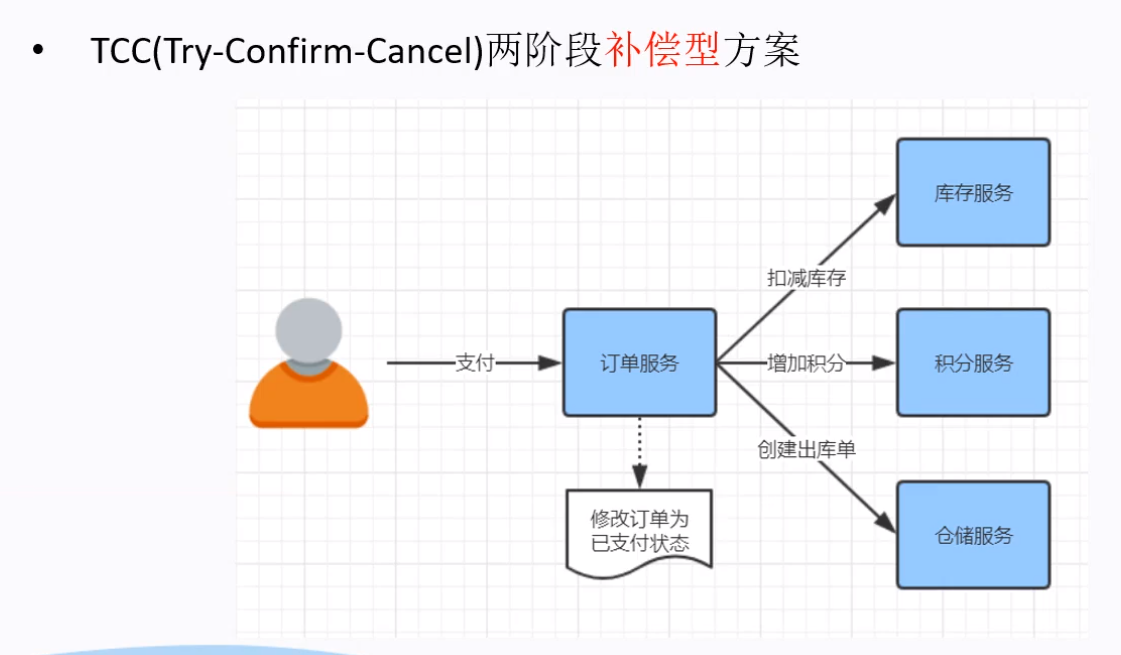 • TCC(Try-Confirm-Cancel)两阶段补偿型方案
库存服务
扣减库存
支付
订单服务
增加积分
积分服务
创建出库单
修改订单为
已支付状态
仓储服务